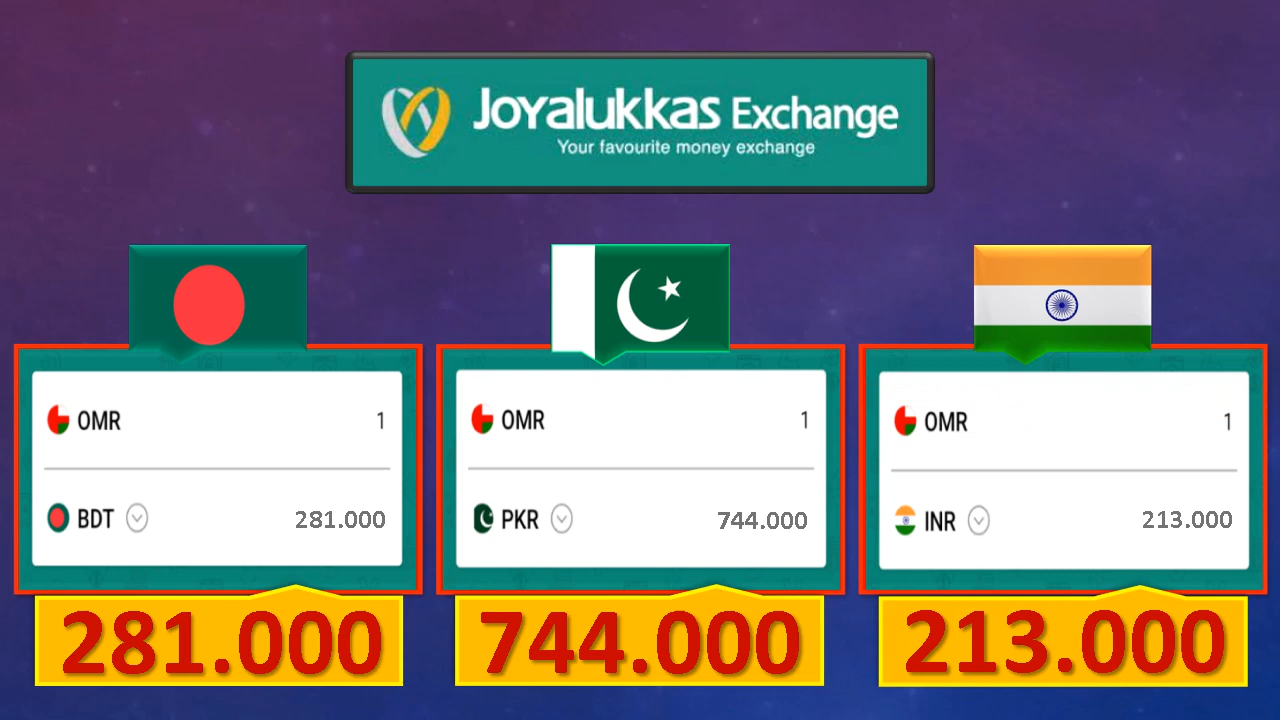 Joyalukkas Exchange
Your favourite money exchange
OMR 1
BDT 281.000
281.000
OMR 1
PKR 744.000
744.000
OMR 1
INR 213.000
213.000